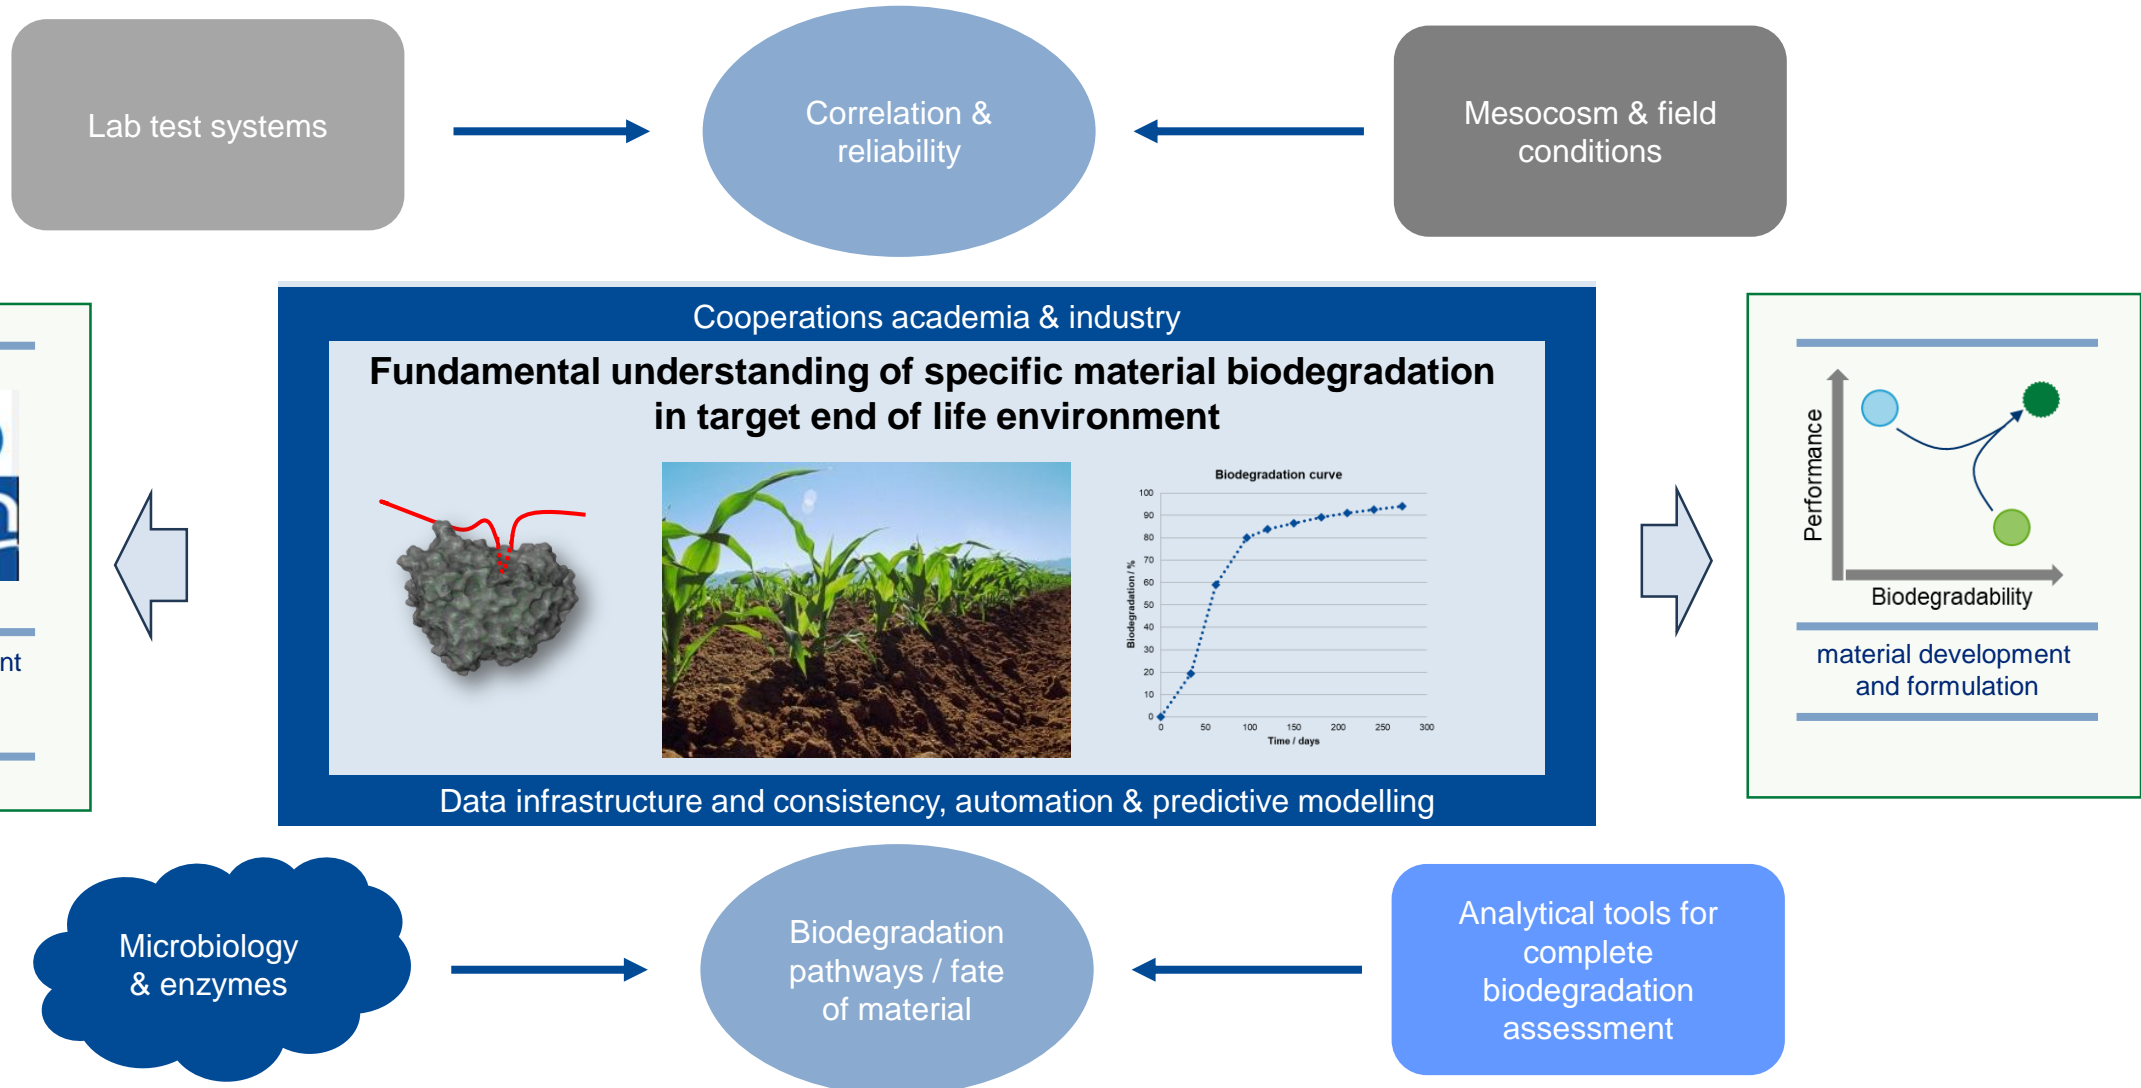 Lab test systems
Correlation &
reliability
Mesocosm & field
conditions
Cooperations academia & industry
Fundamental understanding of specific material biodegradation
in target end of life environment
Biodegradation curve
100
90
80
70
60
50
40
30
20
10
0
Biodegradation / %
0 50 100 150 200 250 300
Time / days
Data infrastructure and consistency, automation & predictive modelling
Performance
Biodegradability
material development
and formulation
Microbiology
& enzymes
Biodegradation
pathways / fate
of material
Analytical tools for
complete
biodegradation
assessment